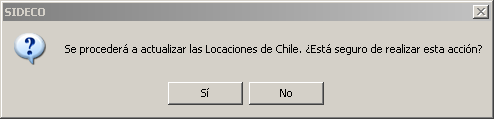 SIDECO
Se procederá a actualizar las Locaciones de Chile. ¿Está seguro de realizar esta acción?
Sí
No